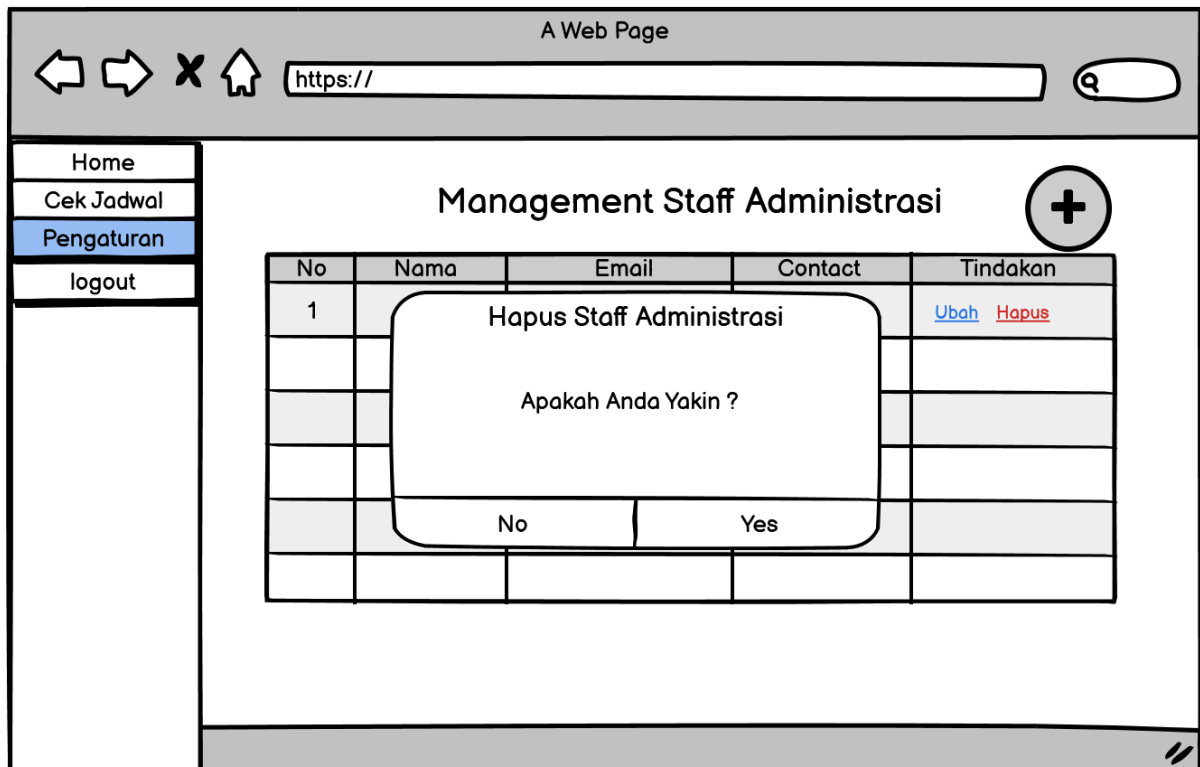 A Web Page
https://
Home
Cek Jadwal
Pengaturan
logout
Management Staff Administrasi
No Nama Email Contact Tindakan
1 Ubah Hapus
Hapus Staff Administrasi
Apakah Anda Yakin ?
No Yes